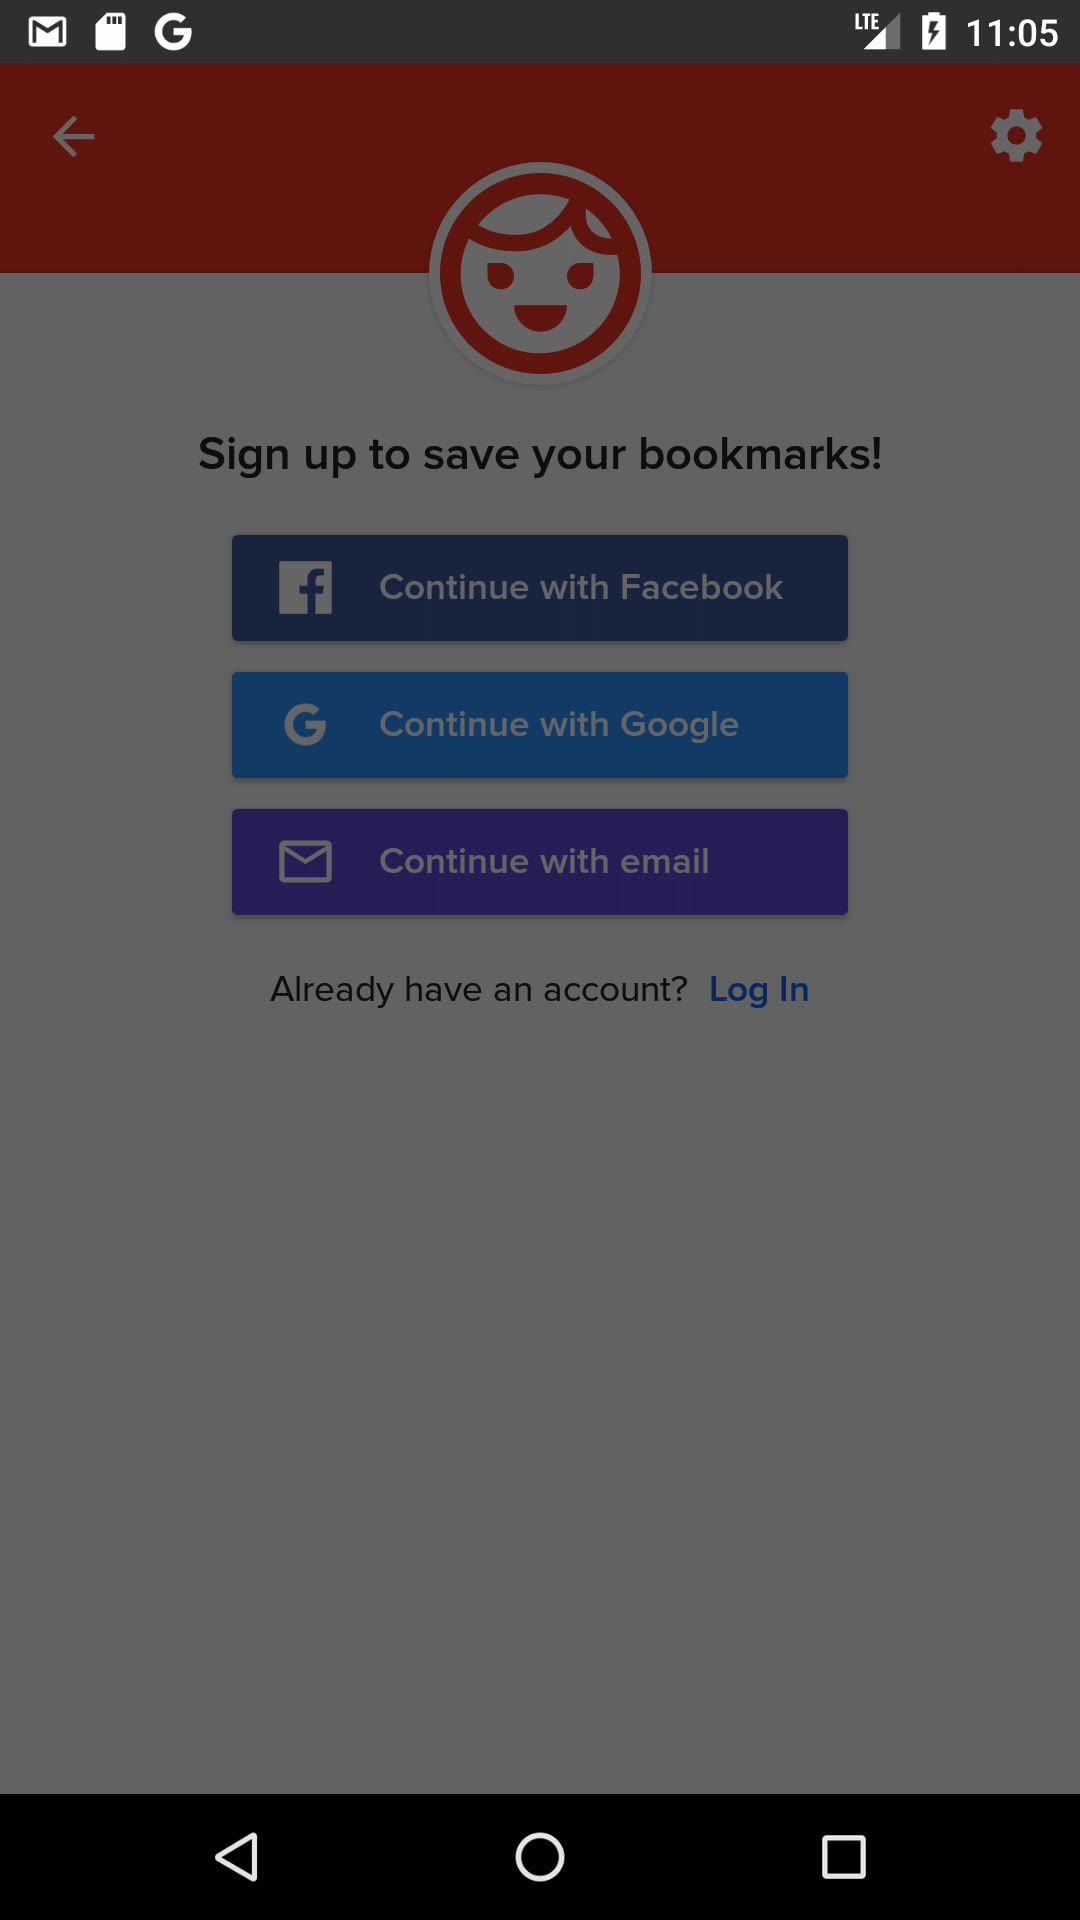 LTE 11:05
Sign up to save your bookmarks!
Continue with Facebook
Continue with Google
Continue with email
Already have an account? Log In